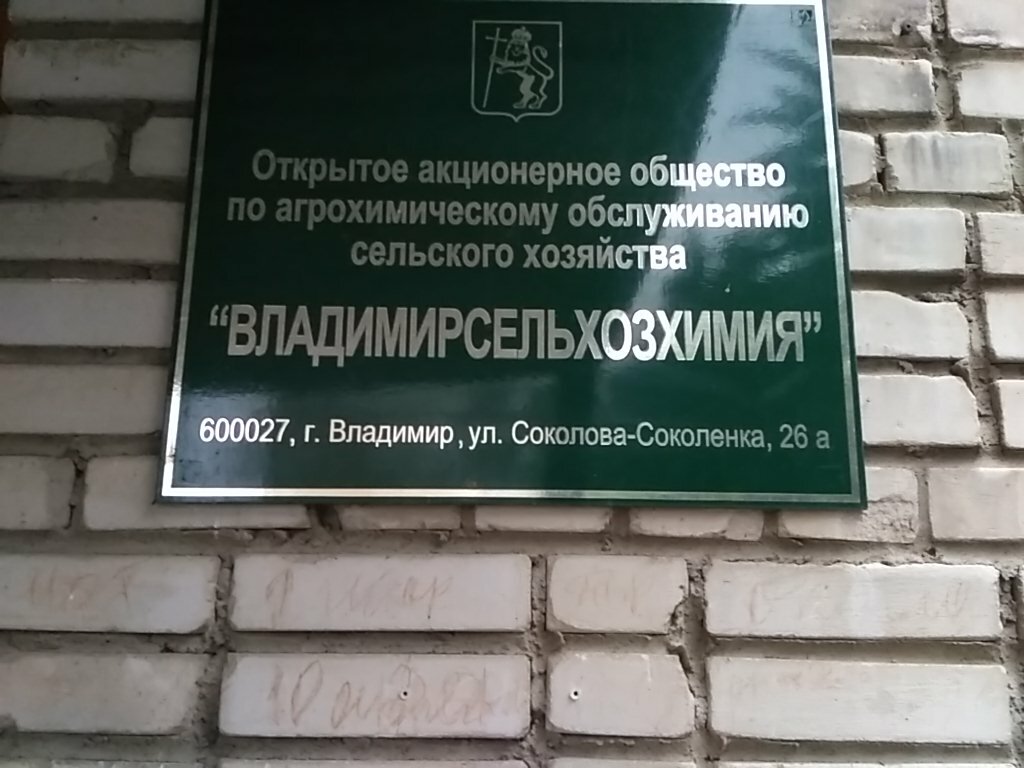 Открытое акционерное общество
по агрохимическому обслуживанию
сельского хозяйства
“ВЛАДИМИРСЕЛЬХОЗХИМИЯ”
600027, г. Владимир, ул. Соколова-Соколенка, 26 а